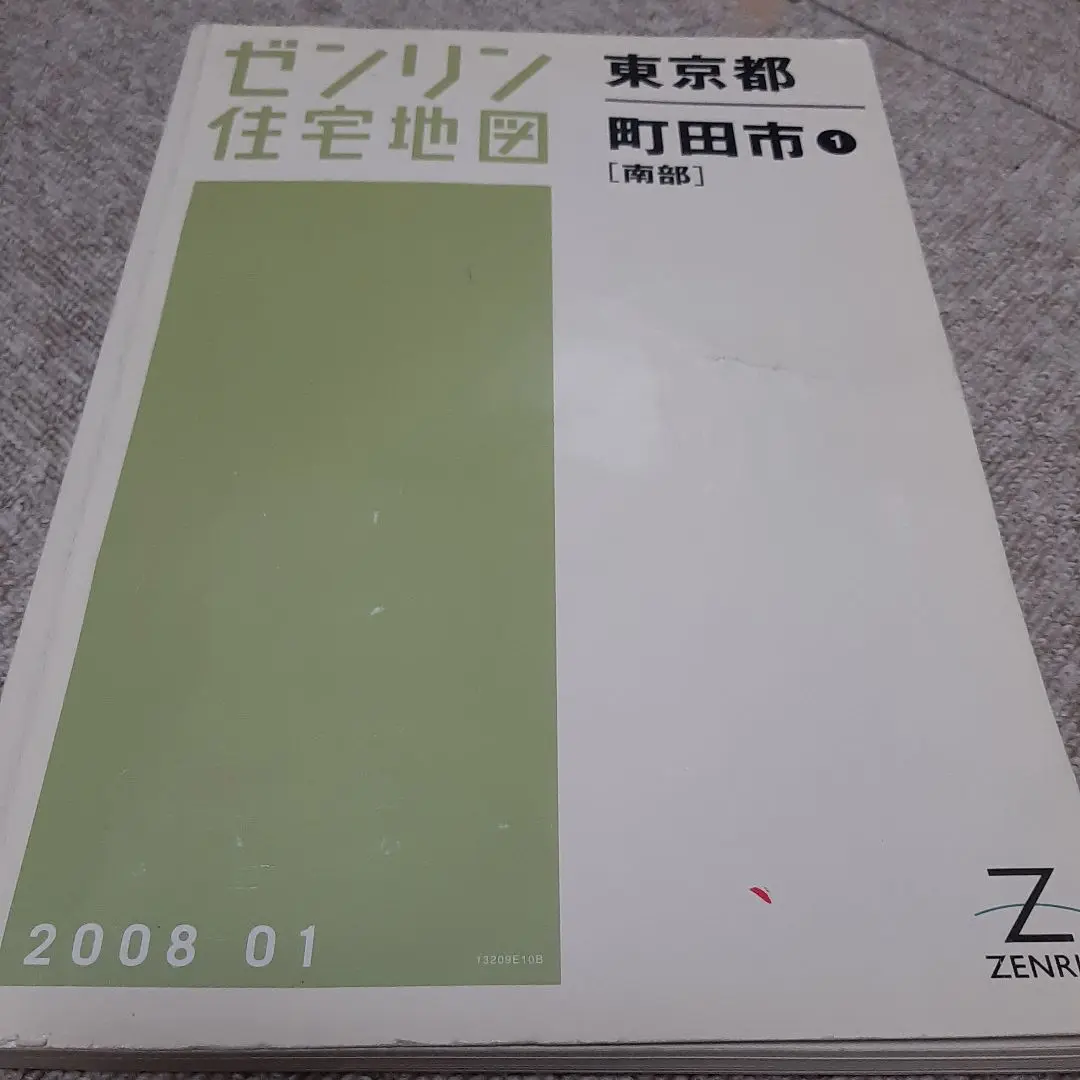 ゼンリン
住宅地図
東京都
町田市❶
[南部]
2008 01
13209E10B
Z
ZENRI